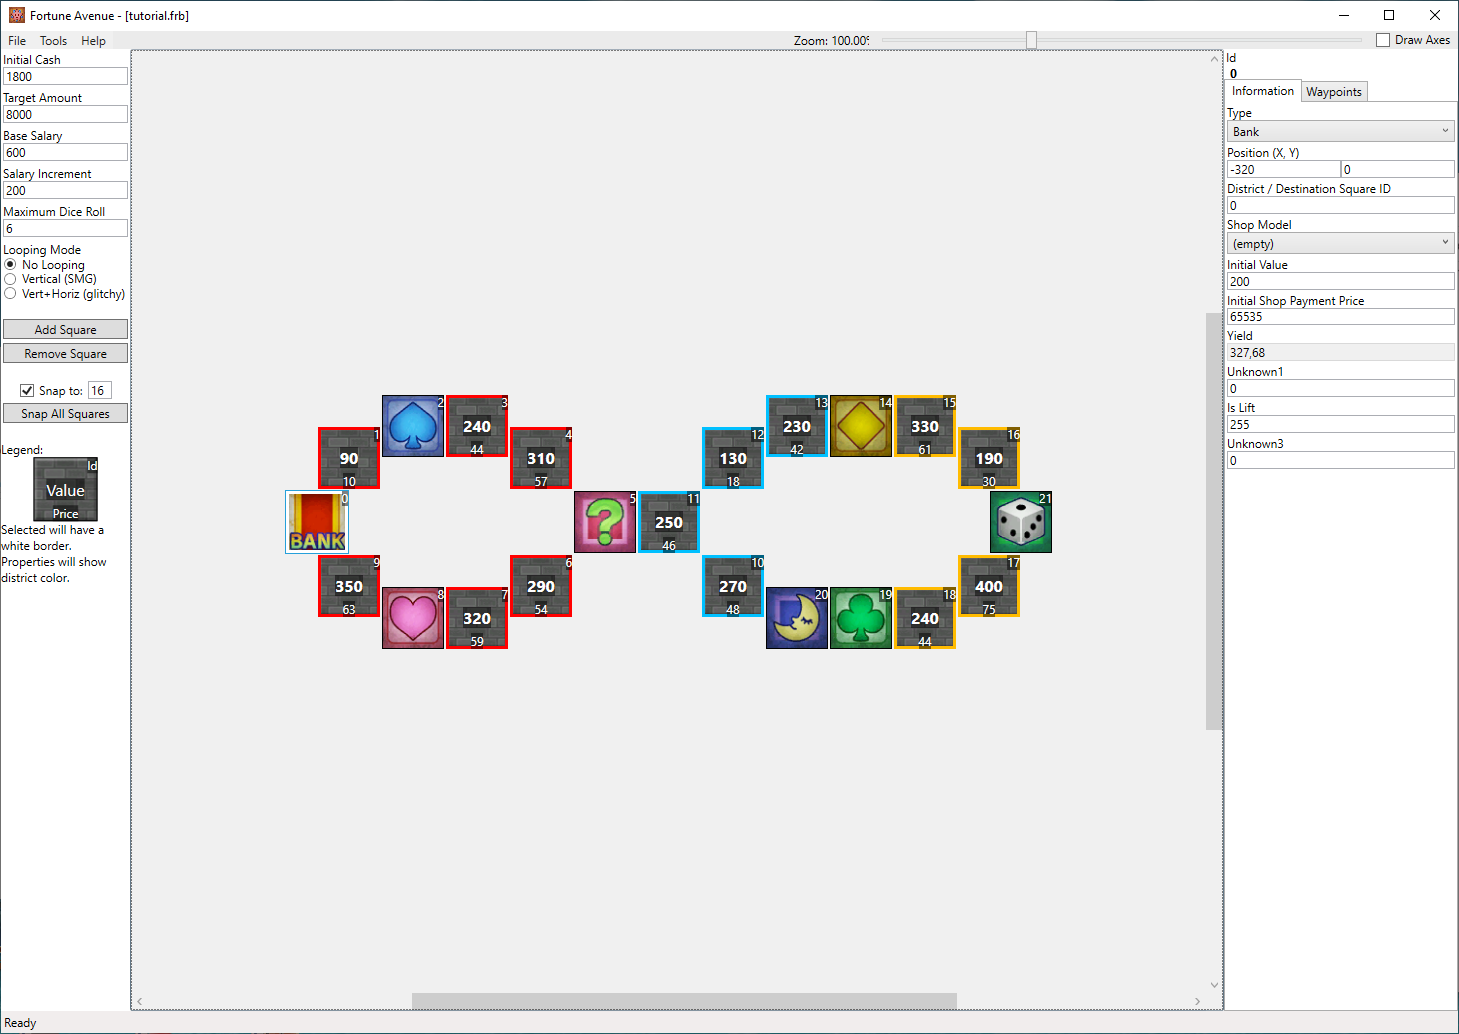 Fortune Avenue - [tutorial.frb]
File Tools Help
Zoom: 100.00%
Draw Axes
Initial Cash
1800
Target Amount
8000
Base Salary
600
Salary Increment
200
Maximum Dice Roll
6
Looping Mode
No Looping
Vertical (SMG)
Vert+Horiz (glitchy)
Add Square
Remove Square
Snap to: 16
Snap All Squares
Legend:
Id
Value
Price
Selected will have a
white border.
Properties will show
district color.
2
3
240
44
1
90
10
4
310
57
0
BANK
5
11
250
46
9
350
63
8
7
320
59
6
290
54
13
230
42
14
15
330
61
12
130
18
16
190
30
21
10
270
48
20
19
18
240
44
17
400
75
Id
0
Information Waypoints
Type
Bank
Position (X, Y)
-320 0
District / Destination Square ID
0
Shop Model
(empty)
Initial Value
200
Initial Shop Payment Price
65535
Yield
327,68
Unknown1
0
Is Lift
255
Unknown3
0
Ready